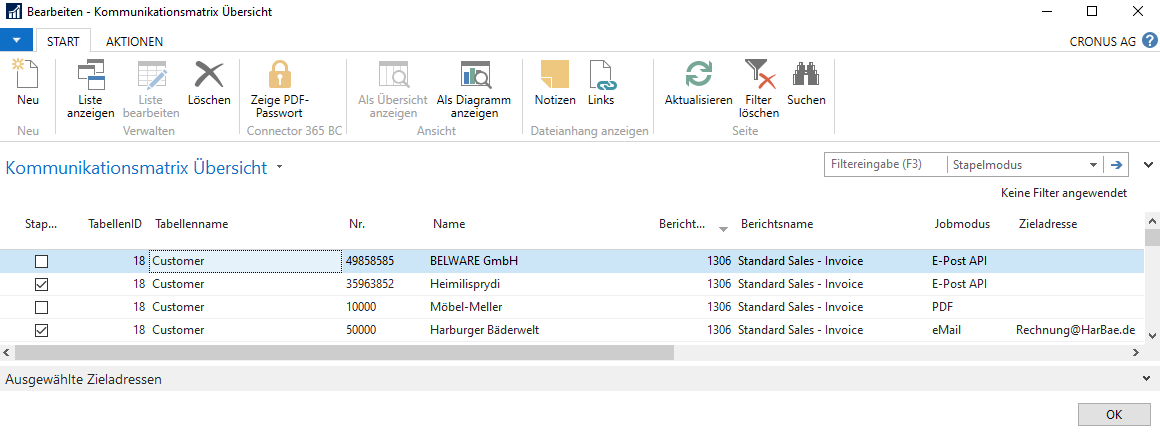 Bearbeiten - Kommunikationsmatrix Übersicht
START AKTIONEN CRONUS AG ?
Neu
Liste anzeigen
Liste bearbeiten
Löschen
Zeige PDF-Passwort
Als Übersicht anzeigen
Als Diagramm anzeigen
Notizen
Links
Aktualisieren
Filter löschen
Suchen
Neu Verwalten Connector 365 BC Ansicht Dateianhang anzeigen Seite
Kommunikationsmatrix Übersicht
Filtereingabe (F3) Stapelmodus
Keine Filter angewendet
Stap... TabellenID Tabellenname Nr. Name Bericht... Berichtsname Jobmodus Zieladresse
18 Customer 49858585 BELWARE GmbH 1306 Standard Sales - Invoice E-Post API
18 Customer 35963852 Heimilisprydi 1306 Standard Sales - Invoice E-Post API
18 Customer 10000 Möbel-Meller 1306 Standard Sales - Invoice PDF
18 Customer 50000 Harburger Bäderwelt 1306 Standard Sales - Invoice eMail Rechnung@HarBae.de
Ausgewählte Zieladressen
OK